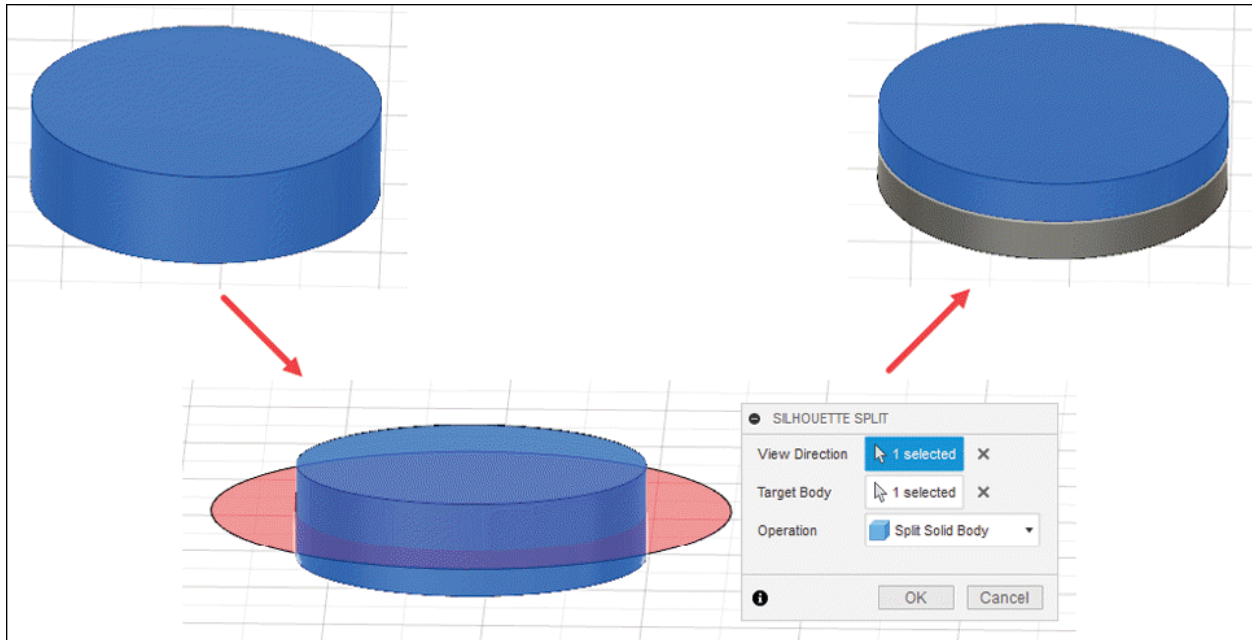 SILHOUETTE SPLIT
View Direction 1 selected
Target Body 1 selected
Operation Split Solid Body
OK Cancel